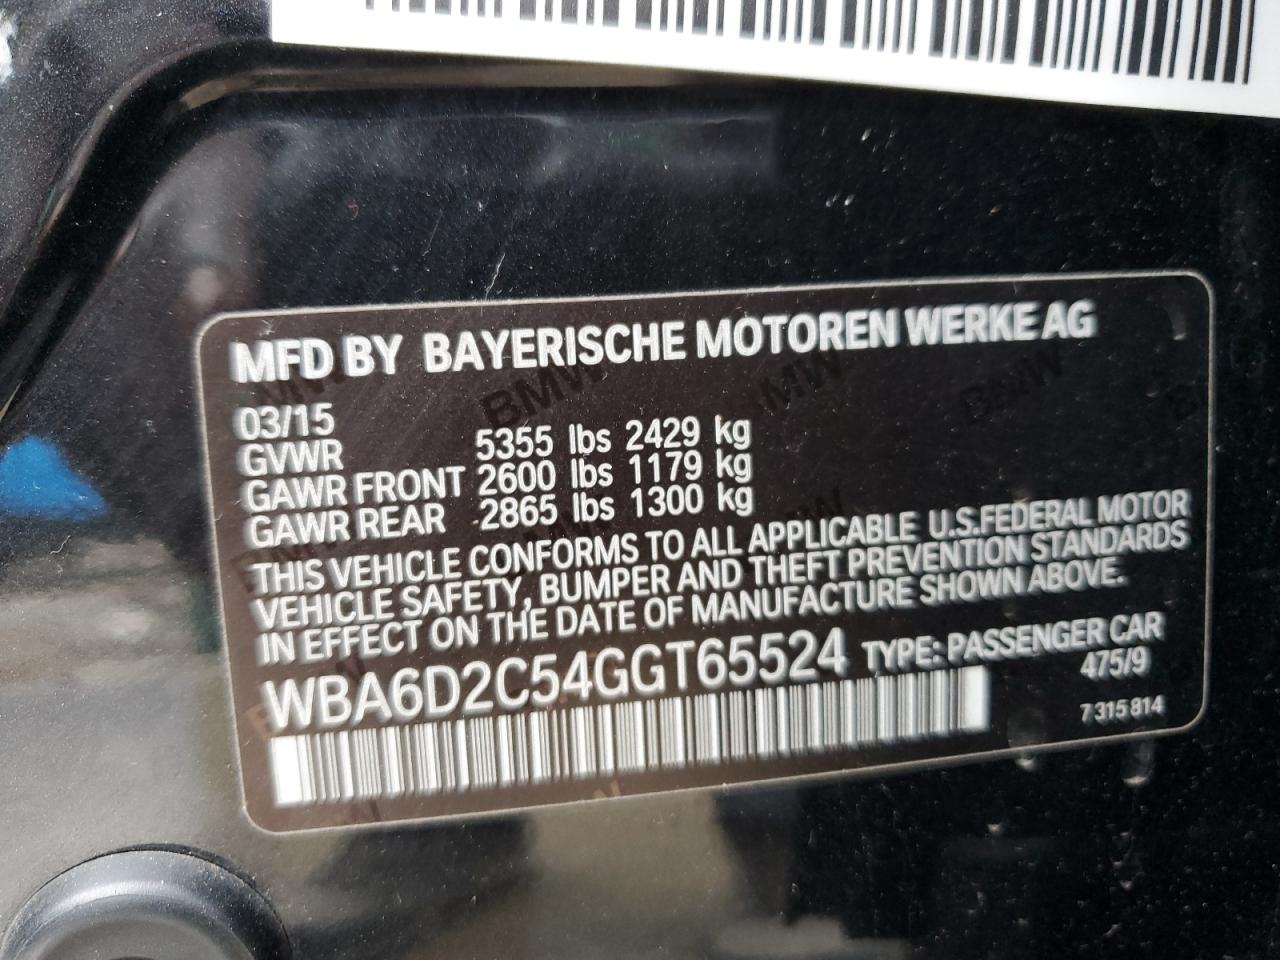 MFD BY BAYERISCHE MOTOREN WERKE AG
03/15
GVWR 5355 lbs 2429 kg
GAWR FRONT 2600 lbs 1179 kg
GAWR REAR 2865 lbs 1300 kg
THIS VEHICLE CONFORMS TO ALL APPLICABLE U.S.FEDERAL MOTOR
VEHICLE SAFETY, BUMPER AND THEFT PREVENTION STANDARDS
IN EFFECT ON THE DATE OF MANUFACTURE SHOWN ABOVE.
WBA6D2C54GGT65524 TYPE: PASSENGER CAR
475/9
7 315 814